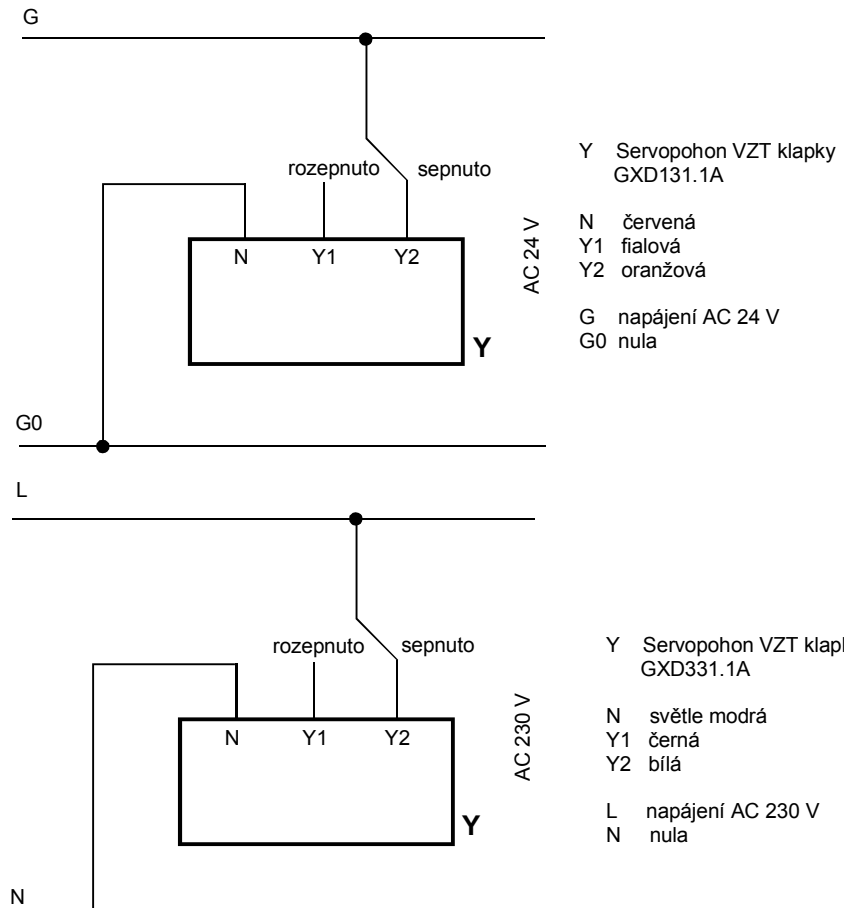 G
rozepnuto sepnuto
N Y1 Y2
Y
AC 24 V
G0
Y Servopohon VZT klapky
GXD131.1A
N červená
Y1 fialová
Y2 oranžová
G napájení AC 24 V
G0 nula
L
rozepnuto sepnuto
N Y1 Y2
Y
AC 230 V
N
Y Servopohon VZT klap
GXD331.1A
N světle modrá
Y1 černá
Y2 bílá
L napájení AC 230 V
N nula